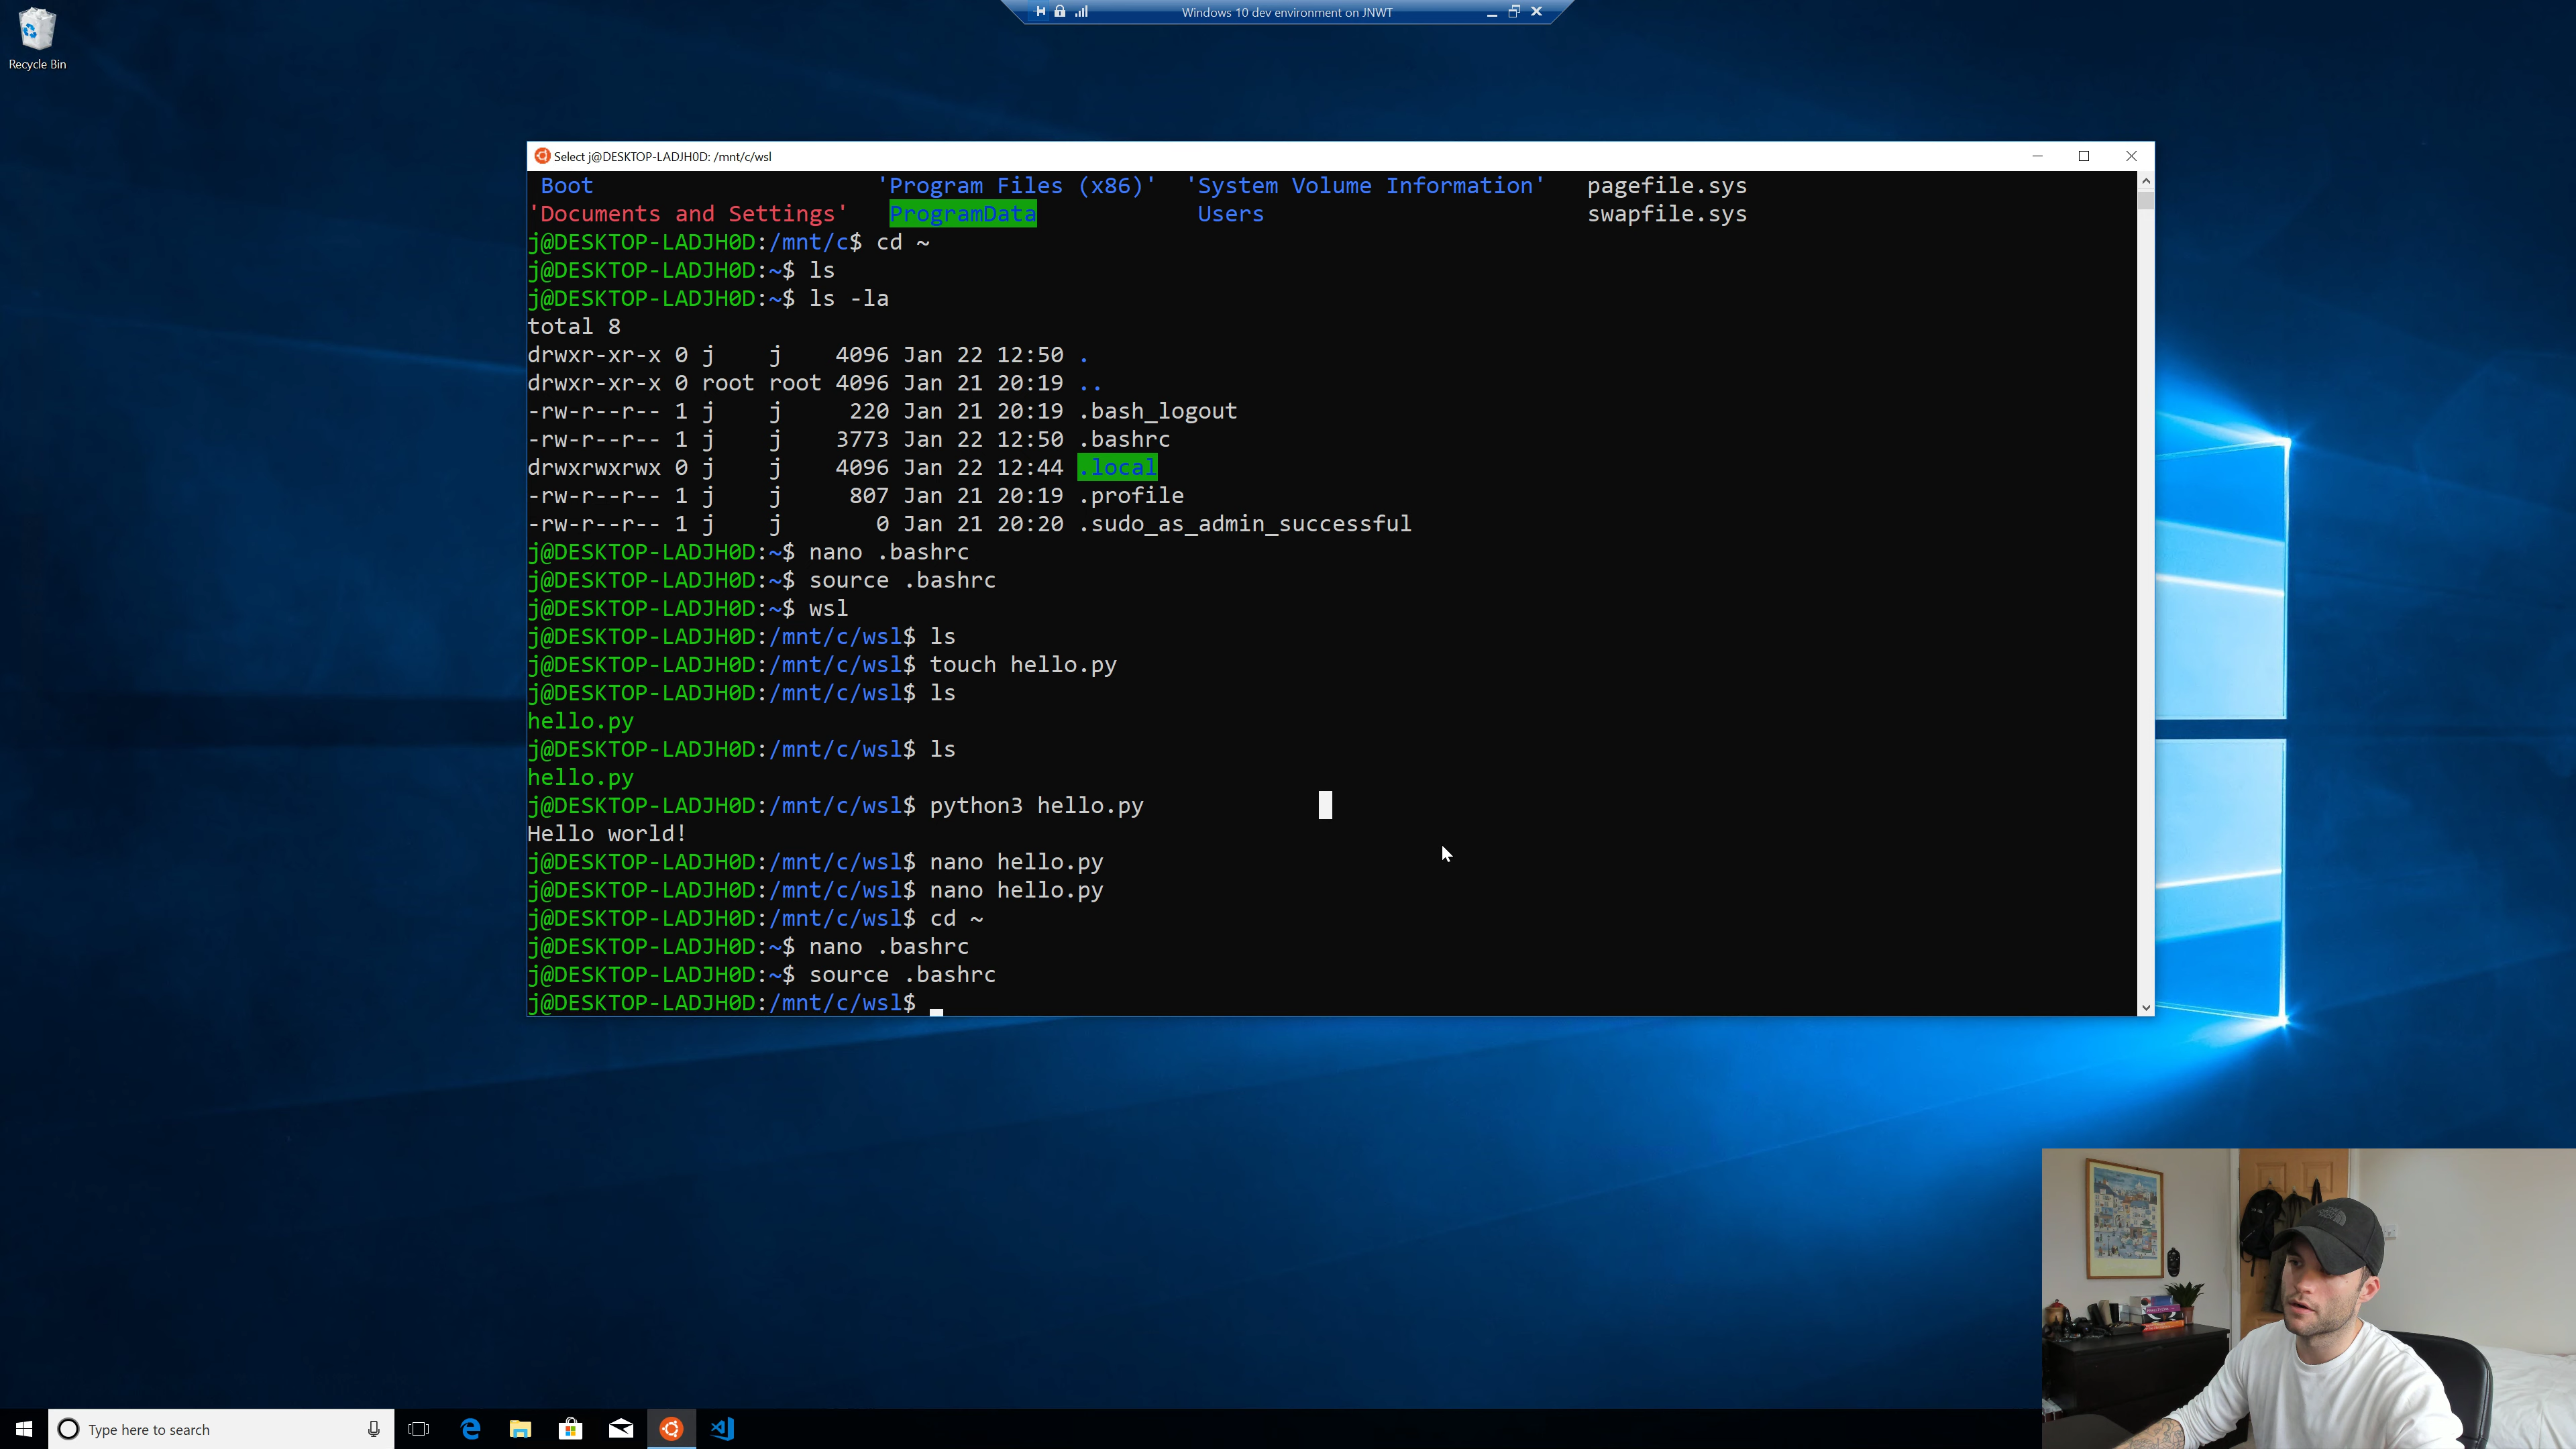 Windows 10 dev environment on JNWT
Recycle Bin
Select j@DESKTOP-LADJH0D: /mnt/c/wsl
Boot 'Program Files (x86)' 'System Volume Information' pagefile.sys
'Documents and Settings' ProgramData Users swapfile.sys
j@DESKTOP-LADJH0D:/mnt/c$ cd ~
j@DESKTOP-LADJH0D:~$ ls
j@DESKTOP-LADJH0D:~$ ls -la
total 8
drwxr-xr-x 0 j j 4096 Jan 22 12:50 .
drwxr-xr-x 0 root root 4096 Jan 21 20:19 ..
-rw-r--r-- 1 j j 220 Jan 21 20:19 .bash_logout
-rw-r--r-- 1 j j 3773 Jan 22 12:50 .bashrc
drwxrwxrwx 0 j j 4096 Jan 22 12:44 .local
-rw-r--r-- 1 j j 807 Jan 21 20:19 .profile
-rw-r--r-- 1 j j 0 Jan 21 20:20 .sudo_as_admin_successful
j@DESKTOP-LADJH0D:~$ nano .bashrc
j@DESKTOP-LADJH0D:~$ source .bashrc
j@DESKTOP-LADJH0D:~$ wsl
j@DESKTOP-LADJH0D:/mnt/c/wsl$ ls
j@DESKTOP-LADJH0D:/mnt/c/wsl$ touch hello.py
j@DESKTOP-LADJH0D:/mnt/c/wsl$ ls
hello.py
j@DESKTOP-LADJH0D:/mnt/c/wsl$ ls
hello.py
j@DESKTOP-LADJH0D:/mnt/c/wsl$ python3 hello.py
Hello world!
j@DESKTOP-LADJH0D:/mnt/c/wsl$ nano hello.py
j@DESKTOP-LADJH0D:/mnt/c/wsl$ nano hello.py
j@DESKTOP-LADJH0D:/mnt/c/wsl$ cd ~
j@DESKTOP-LADJH0D:~$ nano .bashrc
j@DESKTOP-LADJH0D:~$ source .bashrc
j@DESKTOP-LADJH0D:/mnt/c/wsl$
Type here to search